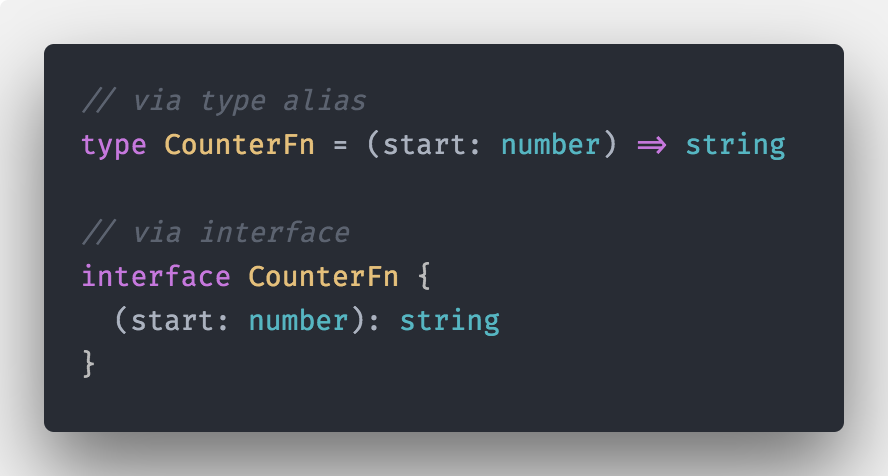 // via type alias
type CounterFn = (start: number) => string
// via interface
interface CounterFn {
(start: number): string
}